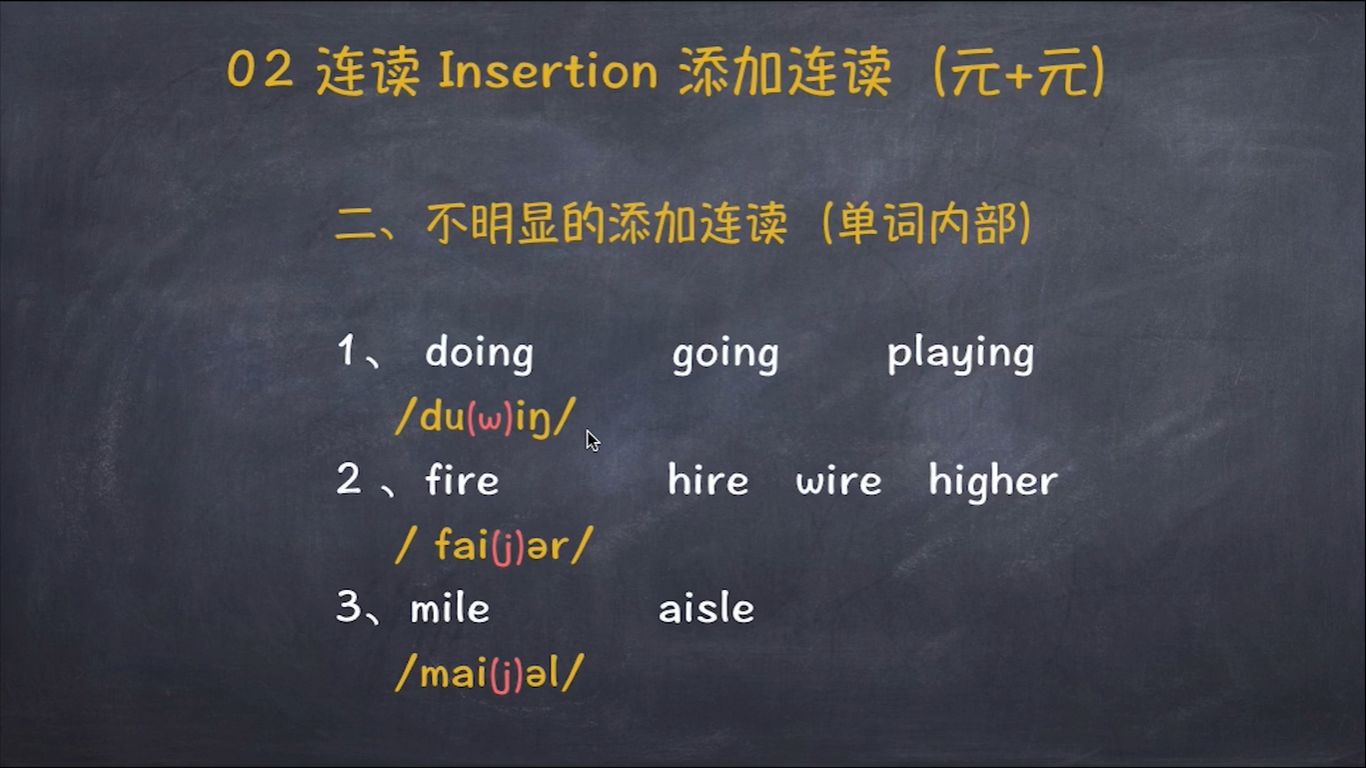 02 连读 Insertion 添加连读（元+元）
二、不明显的添加连读（单词内部）
1、 doing going playing
/du(w)iŋ/
2 、fire hire wire higher
/ fai(j)ər/
3、mile aisle
/mai(j)əl/